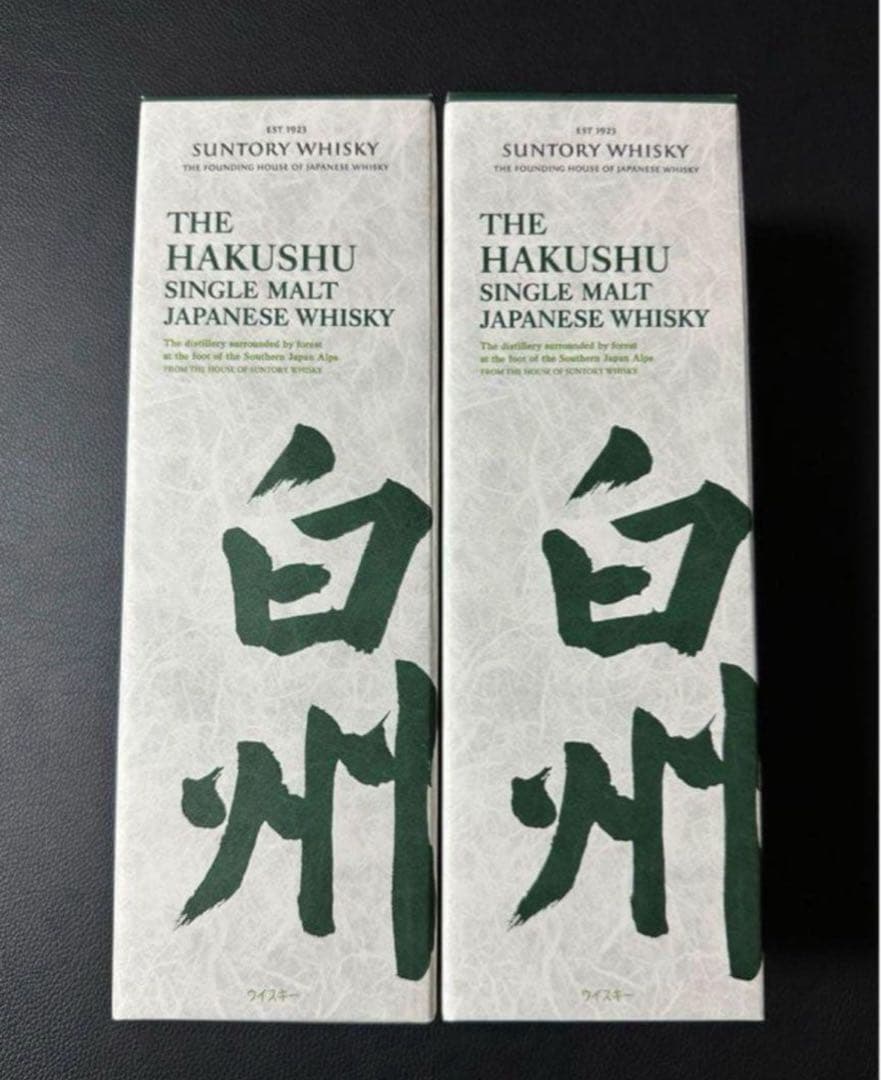 EST 1923
SUNTORY WHISKY
THE FOUNDING HOUSE OF JAPANESE WHISKY
THE
HAKUSHU
SINGLE MALT
JAPANESE WHISKY
The distillery surrounded by forest
at the foot of the Southern Japan Alps
FROM THE HOUSE OF SUNTORY WHISKY
白州
ウイスキー
EST 1923
SUNTORY WHISKY
THE FOUNDING HOUSE OF JAPANESE WHISKY
THE
HAKUSHU
SINGLE MALT
JAPANESE WHISKY
The distillery surrounded by forest
at the foot of the Southern Japan Alps
FROM THE HOUSE OF SUNTORY WHISKY
白州
ウイスキー